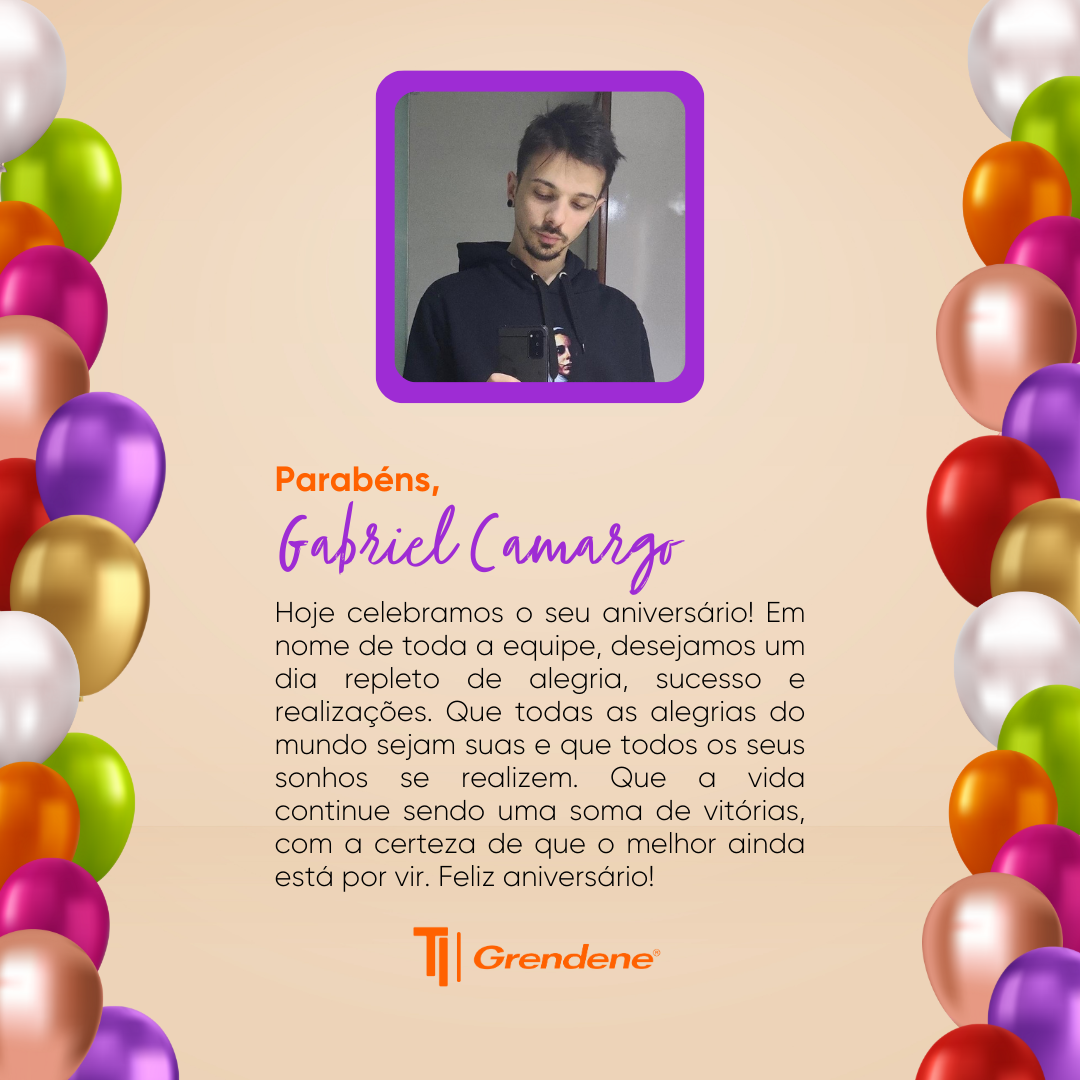 Parabéns,
Gabriel Camargo
Hoje celebramos o seu aniversário! Em
nome de toda a equipe, desejamos um
dia repleto de alegria, sucesso e
realizações. Que todas as alegrias do
mundo sejam suas e que todos os seus
sonhos se realizem. Que a vida
continue sendo uma soma de vitórias,
com a certeza de que o melhor ainda
está por vir. Feliz aniversário!
TI | Grendene®